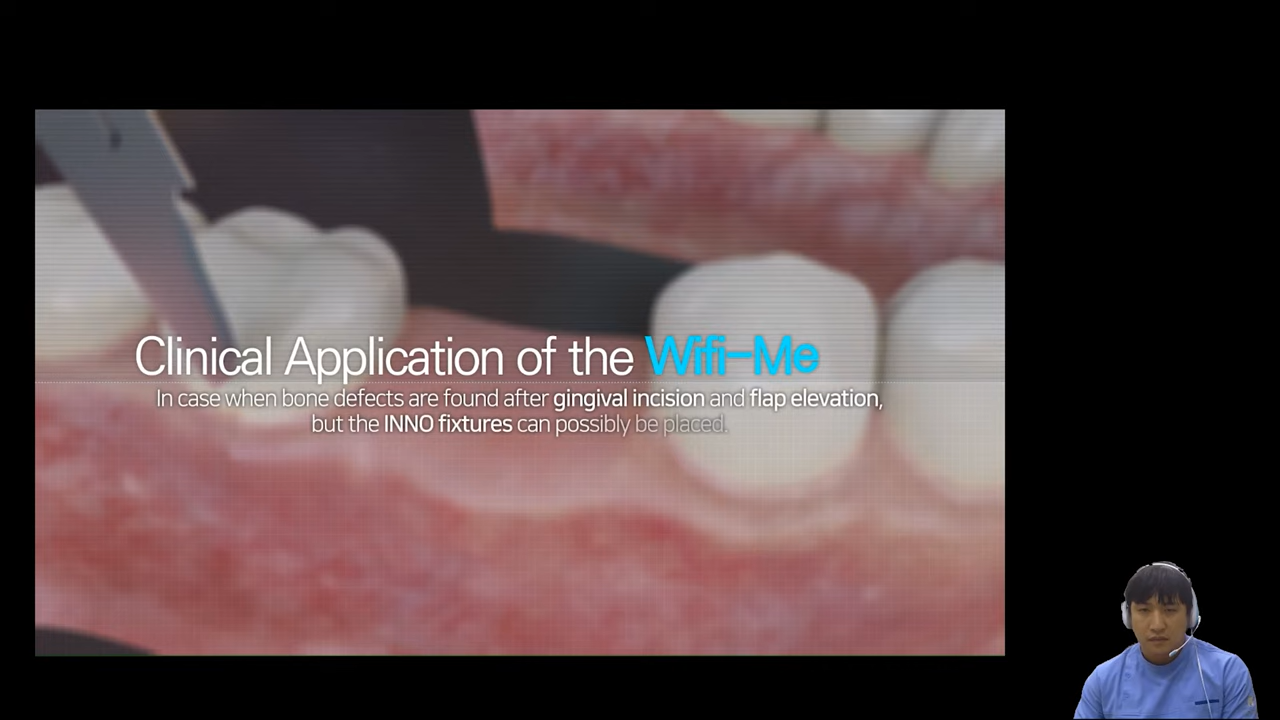 Clinical Application of the Wifi-Me
In case when bone defects are found after gingival incision and flap elevation,
but the INNO fixtures can possibly be placed.